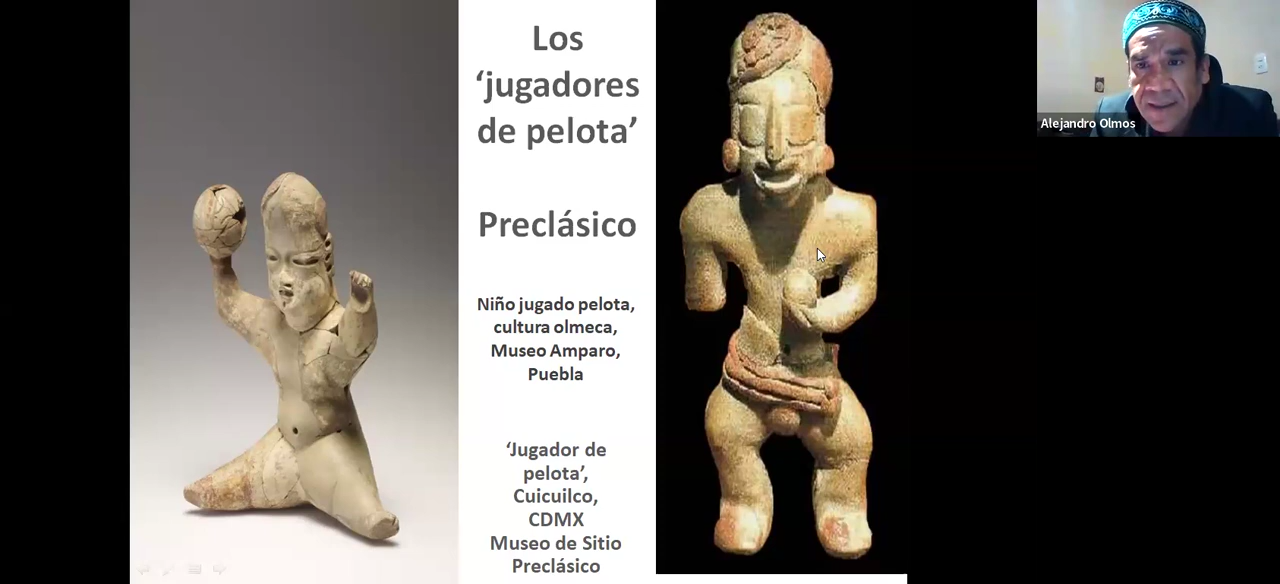 Los
‘jugadores
de pelota’
Preclásico
Niño jugado pelota,
cultura olmeca,
Museo Amparo,
Puebla
‘Jugador de
pelota’,
Cuicuilco,
CDMX
Museo de Sitio
Preclásico
Alejandro Olmos